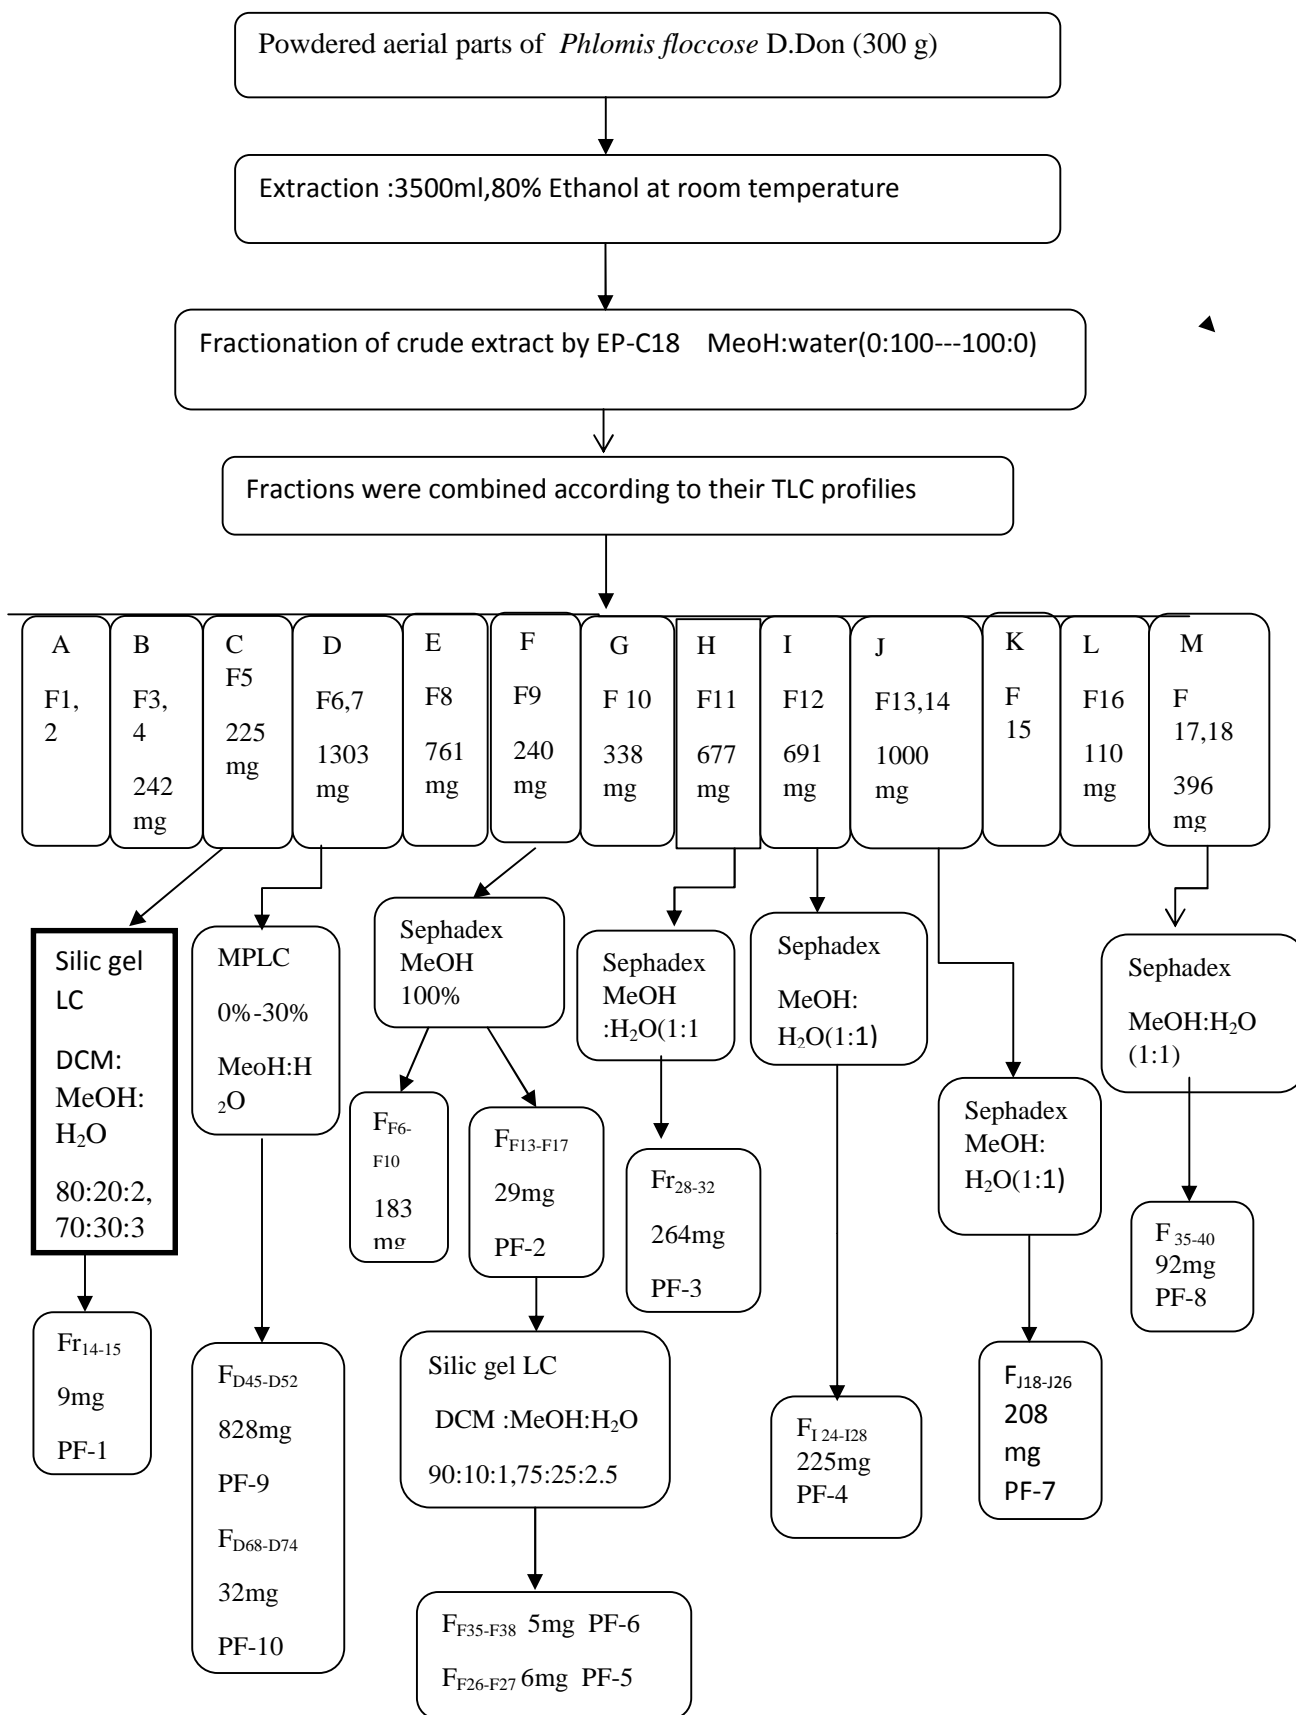 Powdered aerial parts of Phlomis floccose D.Don (300 g)
Extraction :3500ml,80% Ethanol at room temperature
Fractionation of crude extract by EP-C18 MeoH:water(0:100---100:0)
Fractions were combined according to their TLC profilies
A
F1,
2
B
F3,
4
242
mg
C
F5
225
mg
D
F6,7
1303
mg
E
F8
761
mg
F
F9
240
mg
G
F 10
338
mg
H
F11
677
mg
I
F12
691
mg
J
F13,14
1000
mg
K
F
15
L
F16
110
mg
M
F
17,18
396
mg
Silic gel
LC
DCM:
MeOH:
H₂O
80:20:2,
70:30:3
MPLC
0%-30%
MeoH:H
₂O
Sephadex
MeOH
100%
Sephadex
MeOH
:H₂O(1:1
Sephadex
MeOH:
H₂O(1:1)
Sephadex
MeOH:
H₂O(1:1)
Sephadex
MeOH:H₂O
(1:1)
F F6-
F10
183
mg
F F13-F17
29mg
PF-2
Fr28-32
264mg
PF-3
F 35-40
92mg
PF-8
Fr14-15
9mg
PF-1
F D45-D52
828mg
PF-9
F D68-D74
32mg
PF-10
Silic gel LC
DCM :MeOH:H₂O
90:10:1,75:25:2.5
F I 24-I28
225mg
PF-4
F J18-J26
208
mg
PF-7
F F35-F38 5mg PF-6
F F26-F27 6mg PF-5